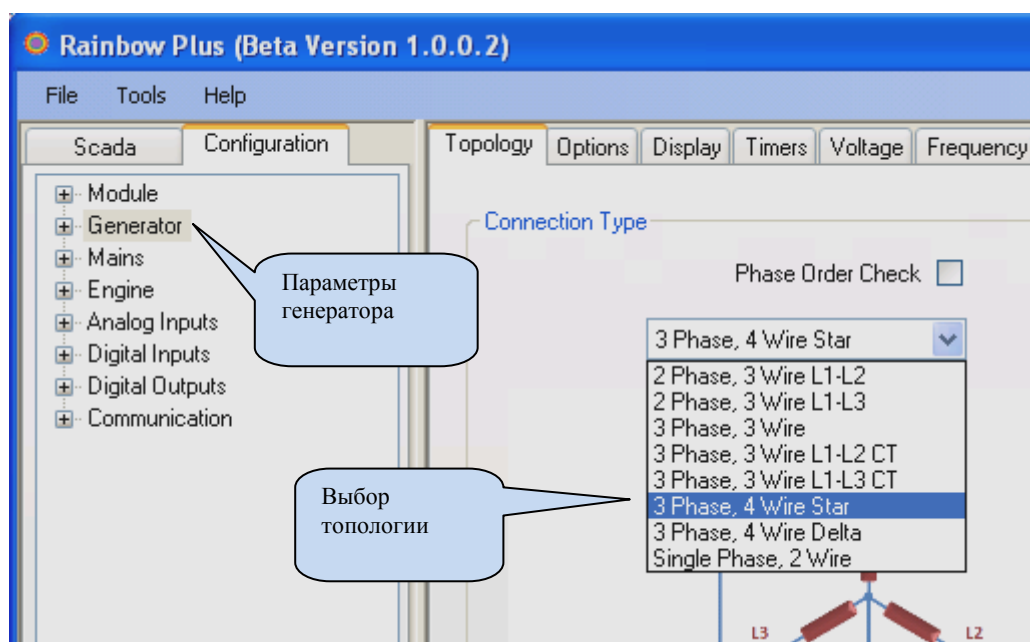 Rainbow Plus (Beta Version 1.0.0.2)
File Tools Help
Scada Configuration
Topology Options Display Timers Voltage Frequency
Module
Generator
Mains
Engine
Analog Inputs
Digital Inputs
Digital Outputs
Communication
Параметры
генератора
Connection Type
Phase Order Check
3 Phase, 4 Wire Star
2 Phase, 3 Wire L1-L2
2 Phase, 3 Wire L1-L3
3 Phase, 3 Wire
3 Phase, 3 Wire L1-L2 CT
3 Phase, 3 Wire L1-L3 CT
3 Phase, 4 Wire Star
3 Phase, 4 Wire Delta
Single Phase, 2 Wire
Выбор
топологии
L3 L2